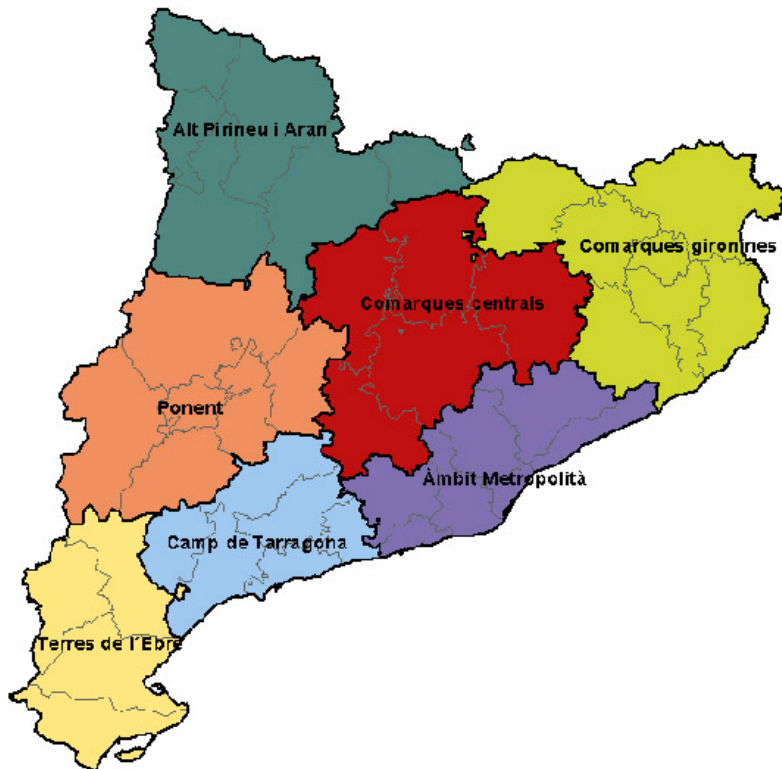 Alt Pirineu i Aran
Comarques gironines
Comarques centrals
Ponent
Àmbit Metropolità
Camp de Tarragona
Terres de l´Ebre